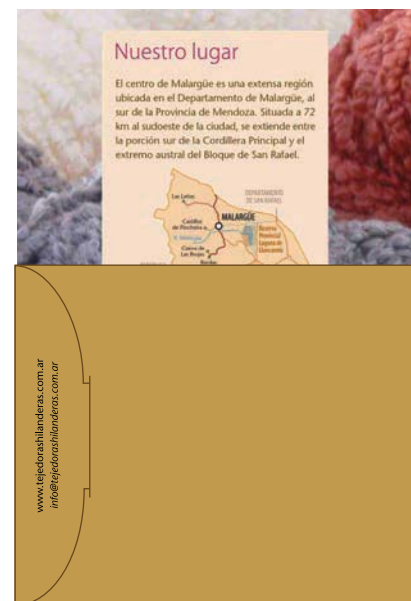 Nuestro lugar
El centro de Malargüe es una extensa región
ubicada en el Departamento de Malargüe, al
sur de la Provincia de Mendoza. Situada a 72
km al sudoeste de la ciudad, se extiende entre
la porción sur de la Cordillera Principal y el
extremo austral del Bloque de San Rafael.
DEPARTAMENTO
DE SAN RAFAEL
Las Leñas
MALARGÜE
Castillos
de Pincheira
Reserva
Provincial
Laguna de
Llancanelo
Cueva de
Las Brujas
Bardas
www.tejedorashilanderas.com.ar
info@tejedorashilanderas.com.ar